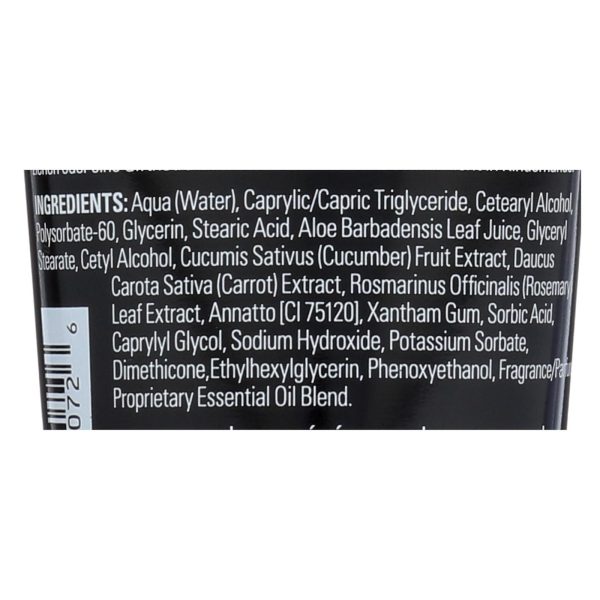 INGREDIENTS: Aqua (Water), Caprylic/Capric Triglyceride, Cetearyl Alcohol,
Polysorbate-60, Glycerin, Stearic Acid, Aloe Barbadensis Leaf Juice, Glyceryl
Stearate, Cetyl Alcohol, Cucumis Sativus (Cucumber) Fruit Extract, Daucus
Carota Sativa (Carrot) Extract, Rosmarinus Officinalis (Rosemary
Leaf Extract, Annatto [CI 75120], Xantham Gum, Sorbic Acid,
Caprylyl Glycol, Sodium Hydroxide, Potassium Sorbate,
Dimethicone, Ethylhexylglycerin, Phenoxyethanol, Fragrance/Parfum
Proprietary Essential Oil Blend.
072 6